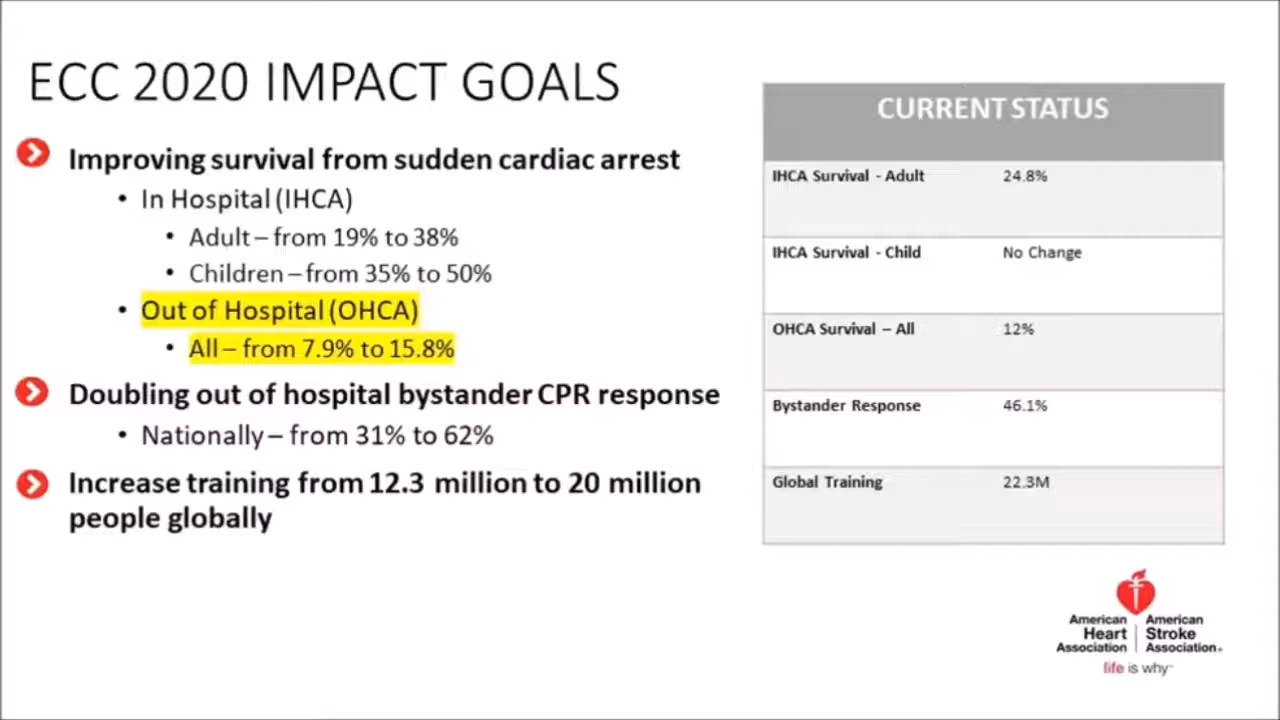 ECC 2020 IMPACT GOALS
Improving survival from sudden cardiac arrest
• In Hospital (IHCA)
• Adult – from 19% to 38%
• Children – from 35% to 50%
• Out of Hospital (OHCA)
• All – from 7.9% to 15.8%
Doubling out of hospital bystander CPR response
• Nationally – from 31% to 62%
Increase training from 12.3 million to 20 million
people globally
CURRENT STATUS
IHCA Survival - Adult 24.8%
IHCA Survival - Child No Change
OHCA Survival – All 12%
Bystander Response 46.1%
Global Training 22.3M
American American
Heart Stroke
Association Association®
life is why™